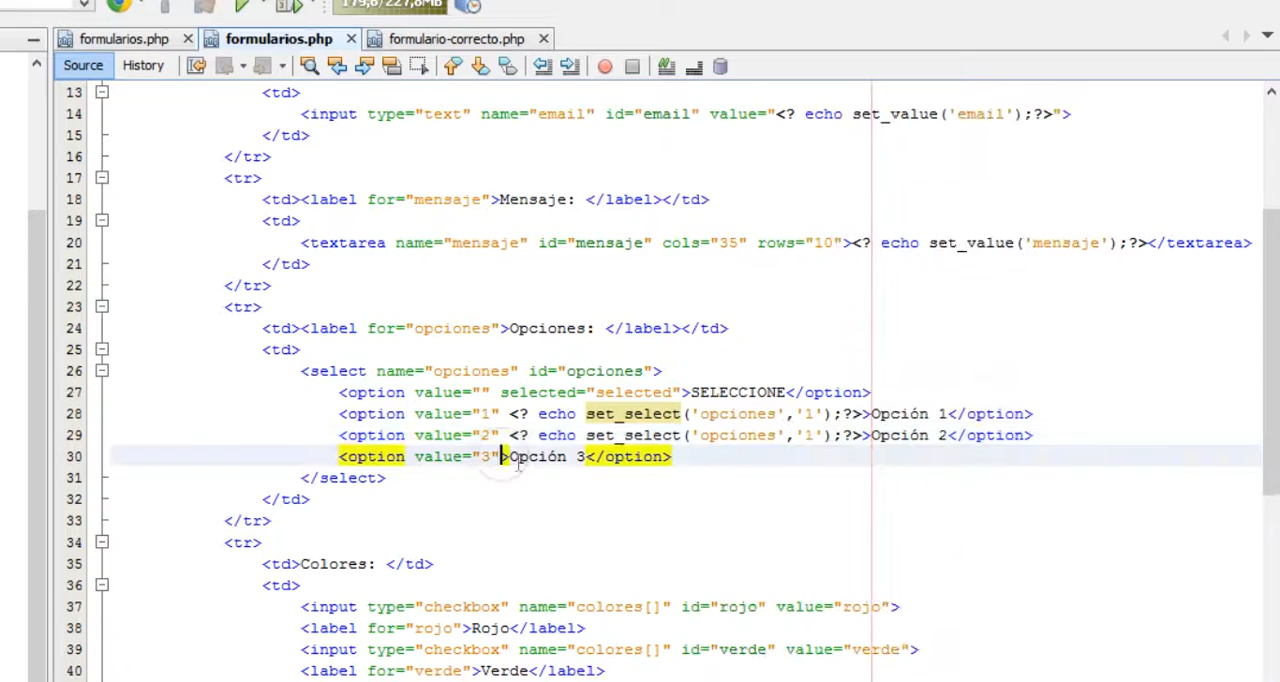 179,6/227,8MB
formularios.php
formularios.php
formulario-correcto.php
Source
History
13 <td>
14 <input type="text" name="email" id="email" value="<? echo set_value('email');?>">
15 </td>
16 </tr>
17 <tr>
18 <td><label for="mensaje">Mensaje: </label></td>
19 <td>
20 <textarea name="mensaje" id="mensaje" cols="35" rows="10"><? echo set_value('mensaje');?></textarea>
21 </td>
22 </tr>
23 <tr>
24 <td><label for="opciones">Opciones: </label></td>
25 <td>
26 <select name="opciones" id="opciones">
27 <option value="" selected="selected">SELECCIONE</option>
28 <option value="1" <? echo set_select('opciones','1');?>>Opción 1</option>
29 <option value="2" <? echo set_select('opciones','1');?>>Opción 2</option>
30 <option value="3">Opción 3</option>
31 </select>
32 </td>
33 </tr>
34 <tr>
35 <td>Colores: </td>
36 <td>
37 <input type="checkbox" name="colores[]" id="rojo" value="rojo">
38 <label for="rojo">Rojo</label>
39 <input type="checkbox" name="colores[]" id="verde" value="verde">
40 <label for="verde">Verde</label>